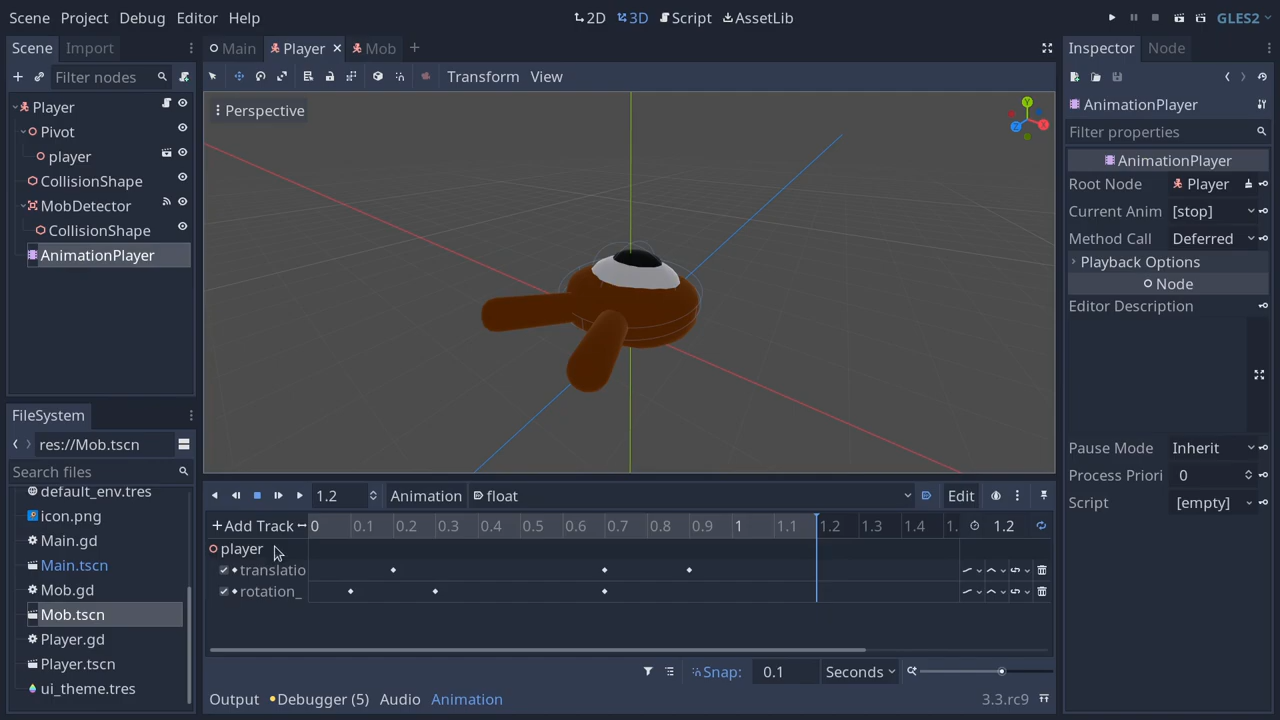 Scene Project Debug Editor Help
2D 3D Script AssetLib
GLES2
Scene Import
Main Player Mob
Inspector Node
Filter nodes
Transform View
Player
Pivot
player
CollisionShape
MobDetector
CollisionShape
AnimationPlayer
Perspective
Y
X
Z
AnimationPlayer
Filter properties
AnimationPlayer
Root Node Player
Current Anim [stop]
Method Call Deferred
Playback Options
Node
Editor Description
Pause Mode Inherit
Process Priori 0
Script [empty]
FileSystem
res://Mob.tscn
Search files
default_env.tres
icon.png
Main.gd
Main.tscn
Mob.gd
Mob.tscn
Player.gd
Player.tscn
ui_theme.tres
1.2 Animation float Edit
Add Track 0 0.1 0.2 0.3 0.4 0.5 0.6 0.7 0.8 0.9 1 1.1 1.2 1.3 1.4 1. 1.2
player
translatio
rotation_
Snap: 0.1 Seconds
Output Debugger (5) Audio Animation 3.3.rc9